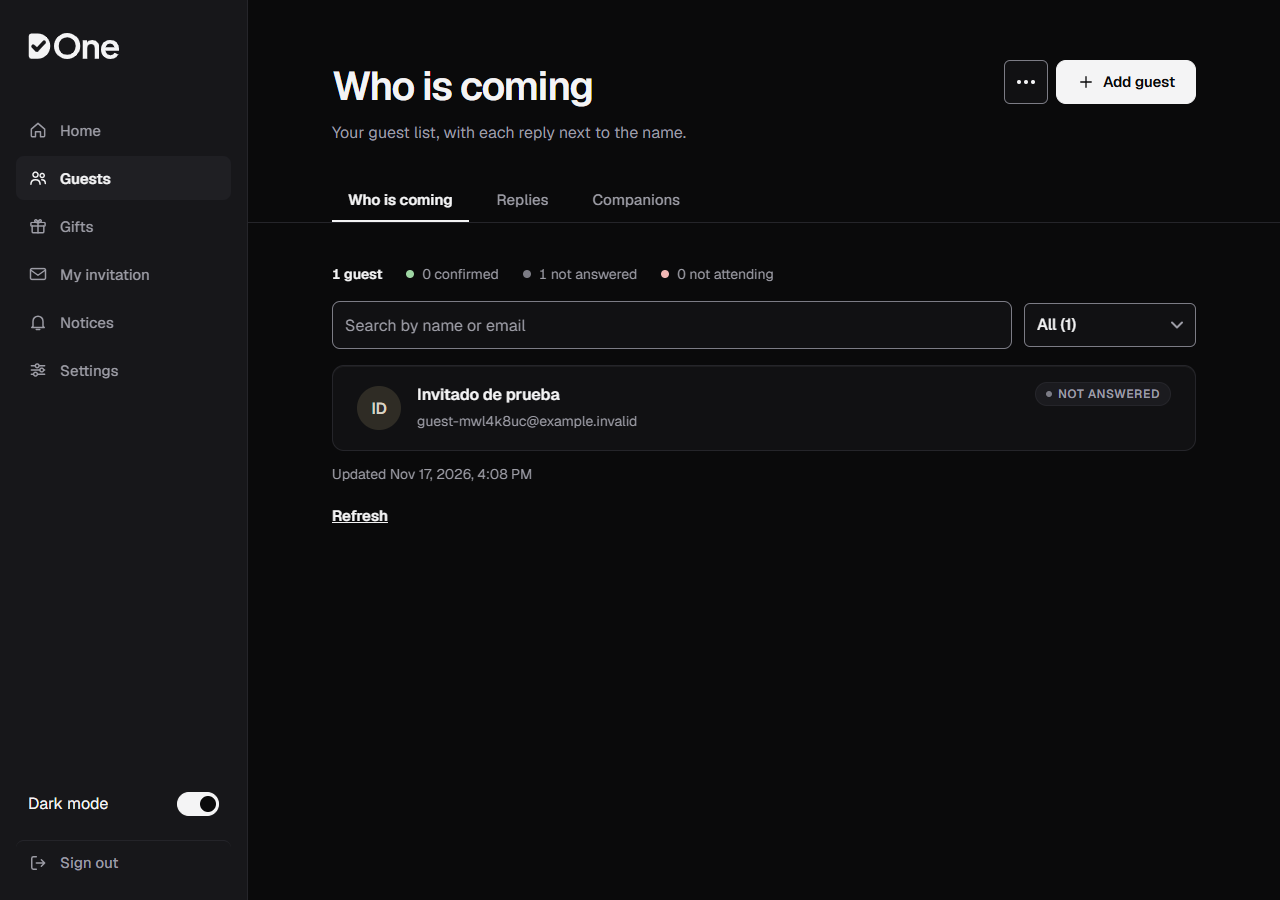 DOne
Home
Guests
Gifts
My invitation
Notices
Settings
Dark mode
Sign out
Who is coming
Your guest list, with each reply next to the name.
Add guest
Who is coming
Replies
Companions
1 guest
0 confirmed
1 not answered
0 not attending
Search by name or email
All (1)
ID
Invitado de prueba
guest-mwl4k8uc@example.invalid
NOT ANSWERED
Updated Nov 17, 2026, 4:08 PM
Refresh